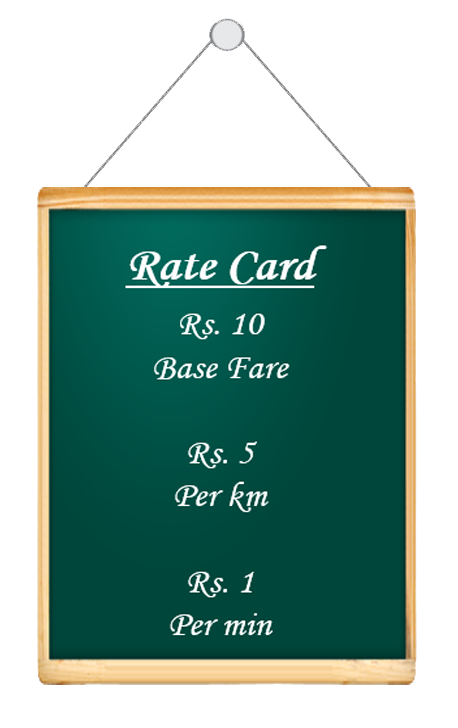 Rate Card
Rs. 10
Base Fare
Rs. 5
Per km
Rs. 1
Per min